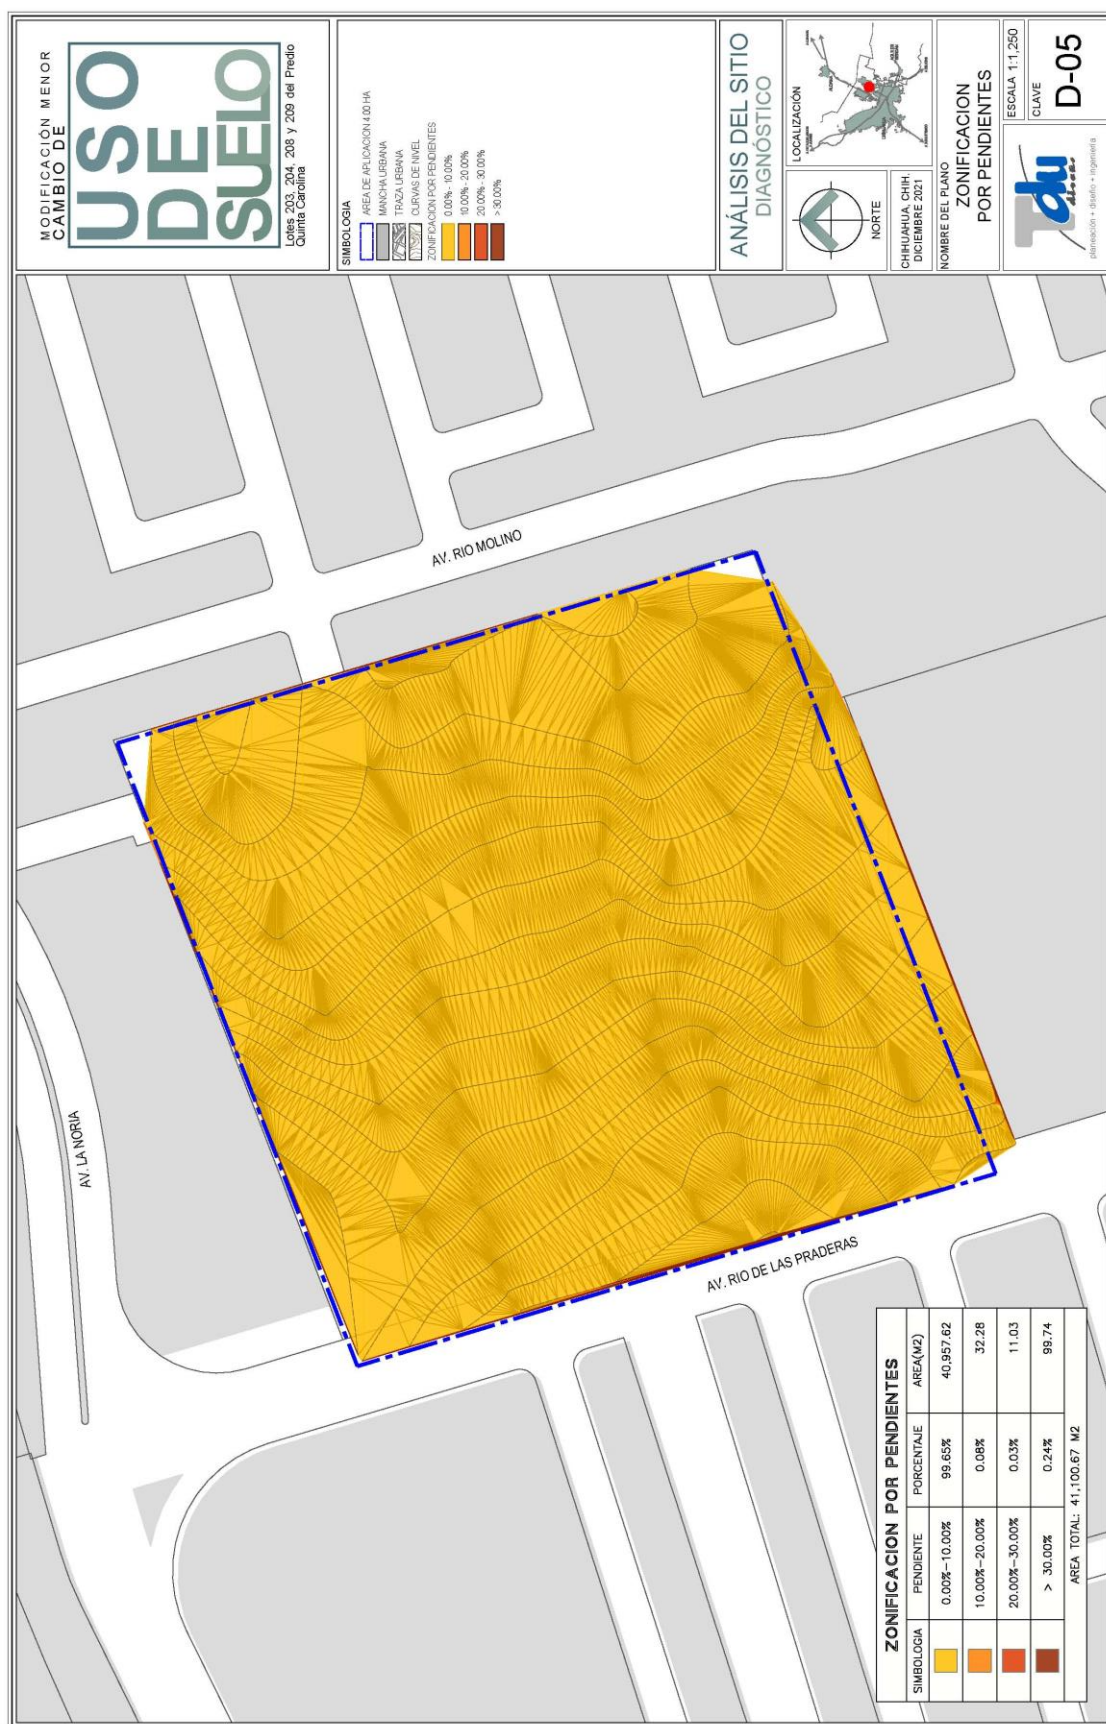 MODIFICACIÓN MENOR
CAMBIO DE
USO
DE
SUELO
Lotes 203, 204, 208 y 209 del Predio
Quinta Carolina
SIMBOLOGIA
AREA DE APLICACION 4.00 HA
MANCHA URBANA
TRAZA URBANA
CURVAS DE NIVEL
ZONIFICACION POR PENDIENTES
0.00% - 10.00%
10.00% - 20.00%
20.00% - 30.00%
> 30.00%
ANÁLISIS DEL SITIO
DIAGNÓSTICO
LOCALIZACIÓN
NORTE
CHIHUAHUA, CHIH.
DICIEMBRE 2021
NOMBRE DEL PLANO
ZONIFICACION
POR PENDIENTES
ESCALA 1:1,250
CLAVE
D-05
du
planeación + diseño + ingeniería
AV. LA NORIA
AV. RIO MOLINO
AV. RIO DE LAS PRADERAS
ZONIFICACION POR PENDIENTES
SIMBOLOGIA PENDIENTE PORCENTAJE AREA(M2)
0.00%-10.00% 99.65% 40,957.62
10.00%-20.00% 0.08% 32.28
20.00%-30.00% 0.03% 11.03
> 30.00% 0.24% 99.74
AREA TOTAL: 41,100.67 M2